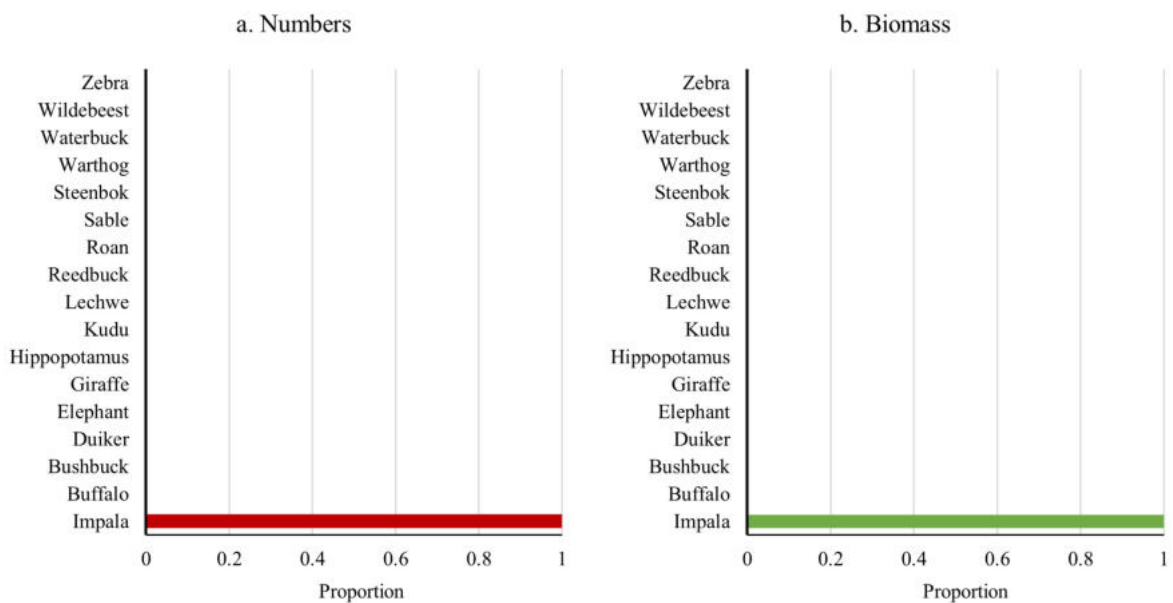 a. Numbers
Zebra
Wildebeest
Waterbuck
Warthog
Steenbok
Sable
Roan
Reedbuck
Lechwe
Kudu
Hippopotamus
Giraffe
Elephant
Duiker
Bushbuck
Buffalo
Impala
0 0.2 0.4 0.6 0.8 1
Proportion
b. Biomass
Zebra
Wildebeest
Waterbuck
Warthog
Steenbok
Sable
Roan
Reedbuck
Lechwe
Kudu
Hippopotamus
Giraffe
Elephant
Duiker
Bushbuck
Buffalo
Impala
0 0.2 0.4 0.6 0.8 1
Proportion